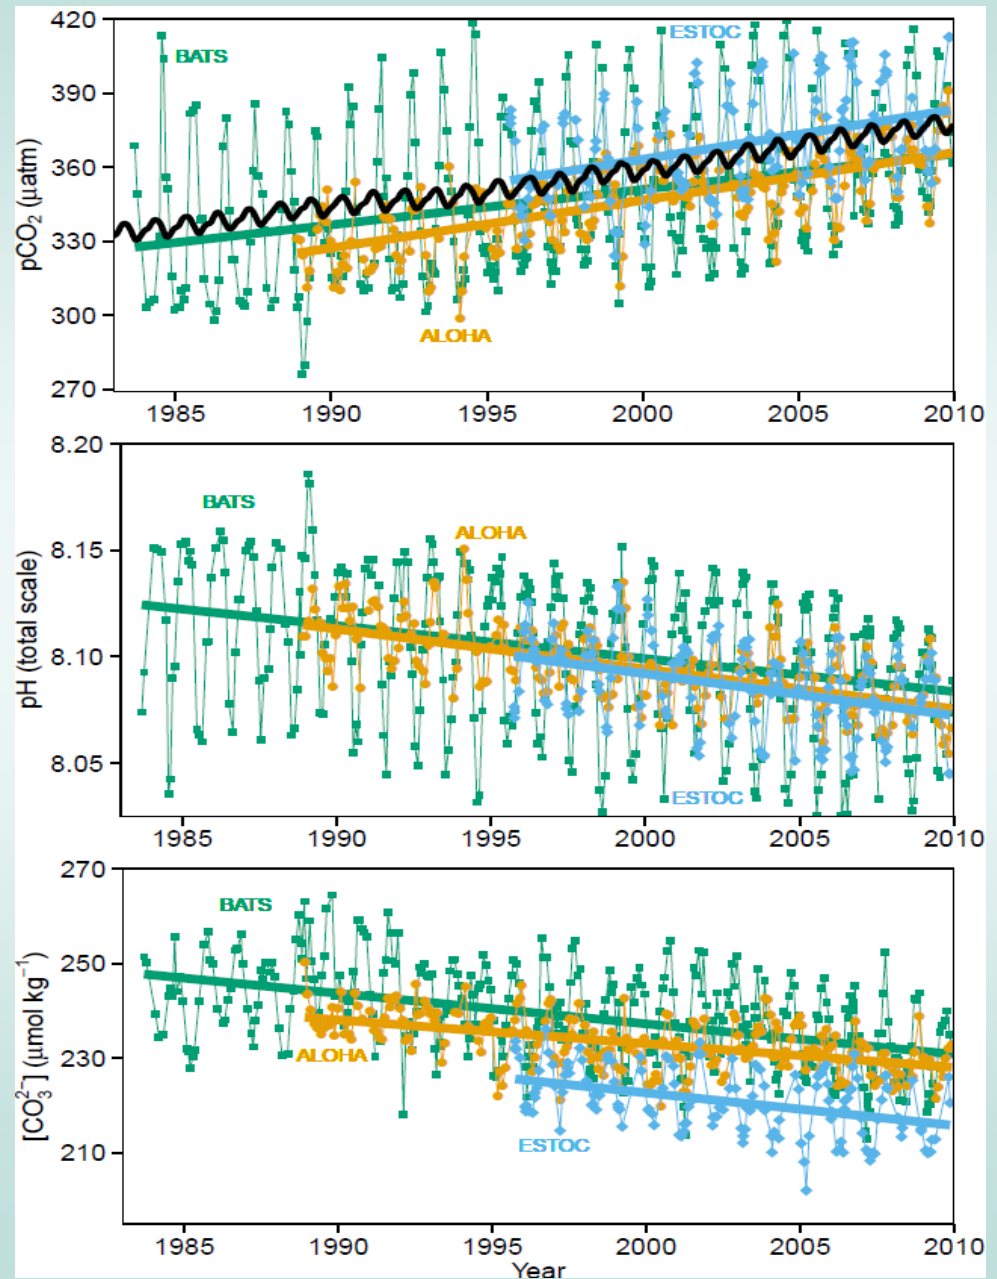 420
390
360
330
300
270
pCO₂ (µatm)
BATS
ESTOC
ALOHA
1985 1990 1995 2000 2005 2010
8.20
8.15
8.10
8.05
pH (total scale)
BATS
ALOHA
ESTOC
1985 1990 1995 2000 2005 2010
270
250
230
210
[CO₃²⁻] (µmol kg⁻¹)
BATS
ALOHA
ESTOC
1985 1990 1995 2000 2005 2010
Year